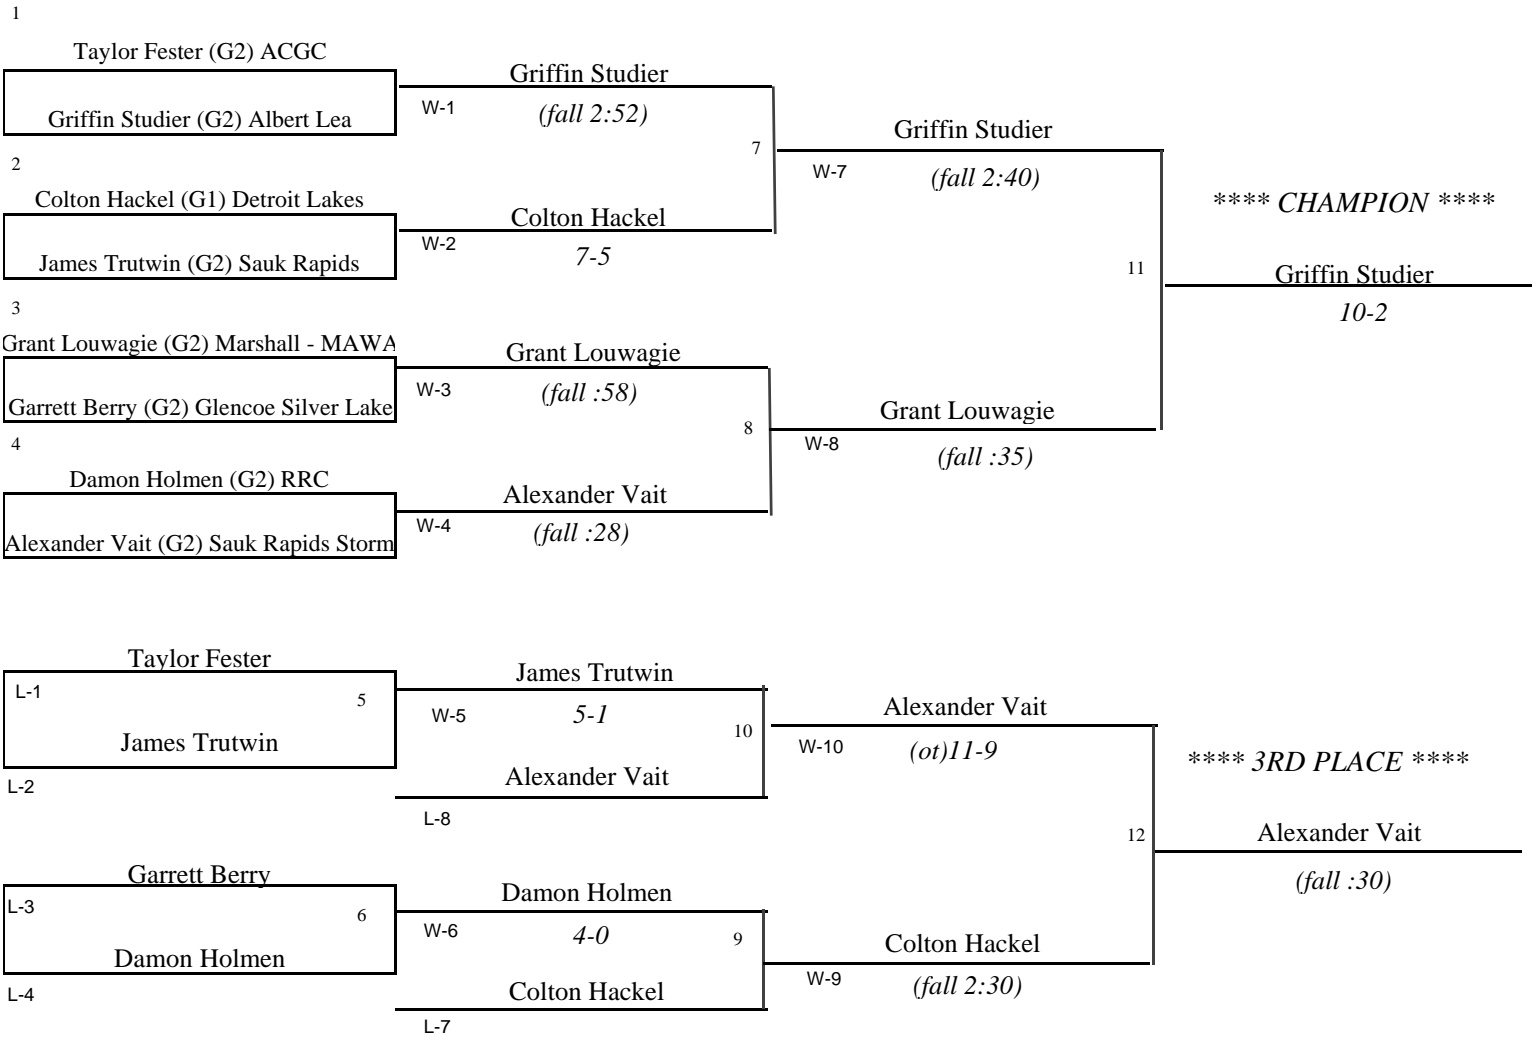 1
Taylor Fester (G2) ACGC
Griffin Studier
W-1
(fall 2:52)
Griffin Studier (G2) Albert Lea
Griffin Studier
7
2
W-7
(fall 2:40)
Colton Hackel (G1) Detroit Lakes
**** CHAMPION ****
Colton Hackel
W-2
7-5
James Trutwin (G2) Sauk Rapids
11
Griffin Studier
10-2
3
Grant Louwagie (G2) Marshall - MAWA
Grant Louwagie
W-3
(fall :58)
Garrett Berry (G2) Glencoe Silver Lake
Grant Louwagie
8
4
W-8
(fall :35)
Damon Holmen (G2) RRC
Alexander Vait
W-4
(fall :28)
Alexander Vait (G2) Sauk Rapids Storm
Taylor Fester
James Trutwin
L-1
5
W-5
5-1
Alexander Vait
10
James Trutwin
W-10
(ot)11-9
**** 3RD PLACE ****
L-2
Alexander Vait
L-8
12
Alexander Vait
(fall :30)
Garrett Berry
Damon Holmen
L-3
6
W-6
4-0
9
Colton Hackel
Damon Holmen
W-9
(fall 2:30)
L-4
Colton Hackel
L-7